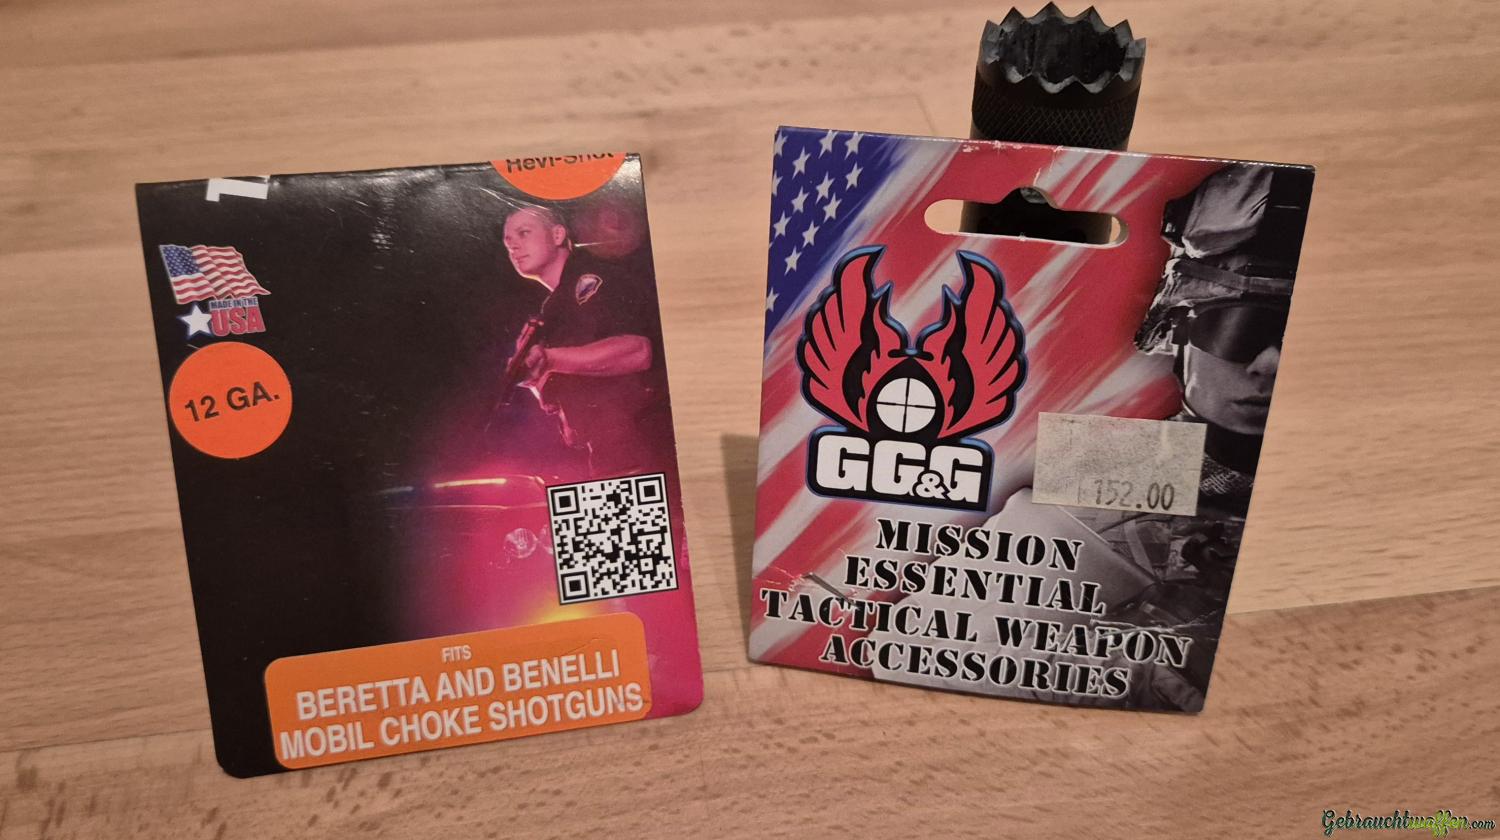 Hevi-Shot
1
MADE IN THE
USA
12 GA.
FITS
BERETTA AND BENELLI
MOBIL CHOKE SHOTGUNS
GG&G
152.00
MISSION
ESSENTIAL
TACTICAL WEAPON
ACCESSORIES
Gebrauchtwaffen.com